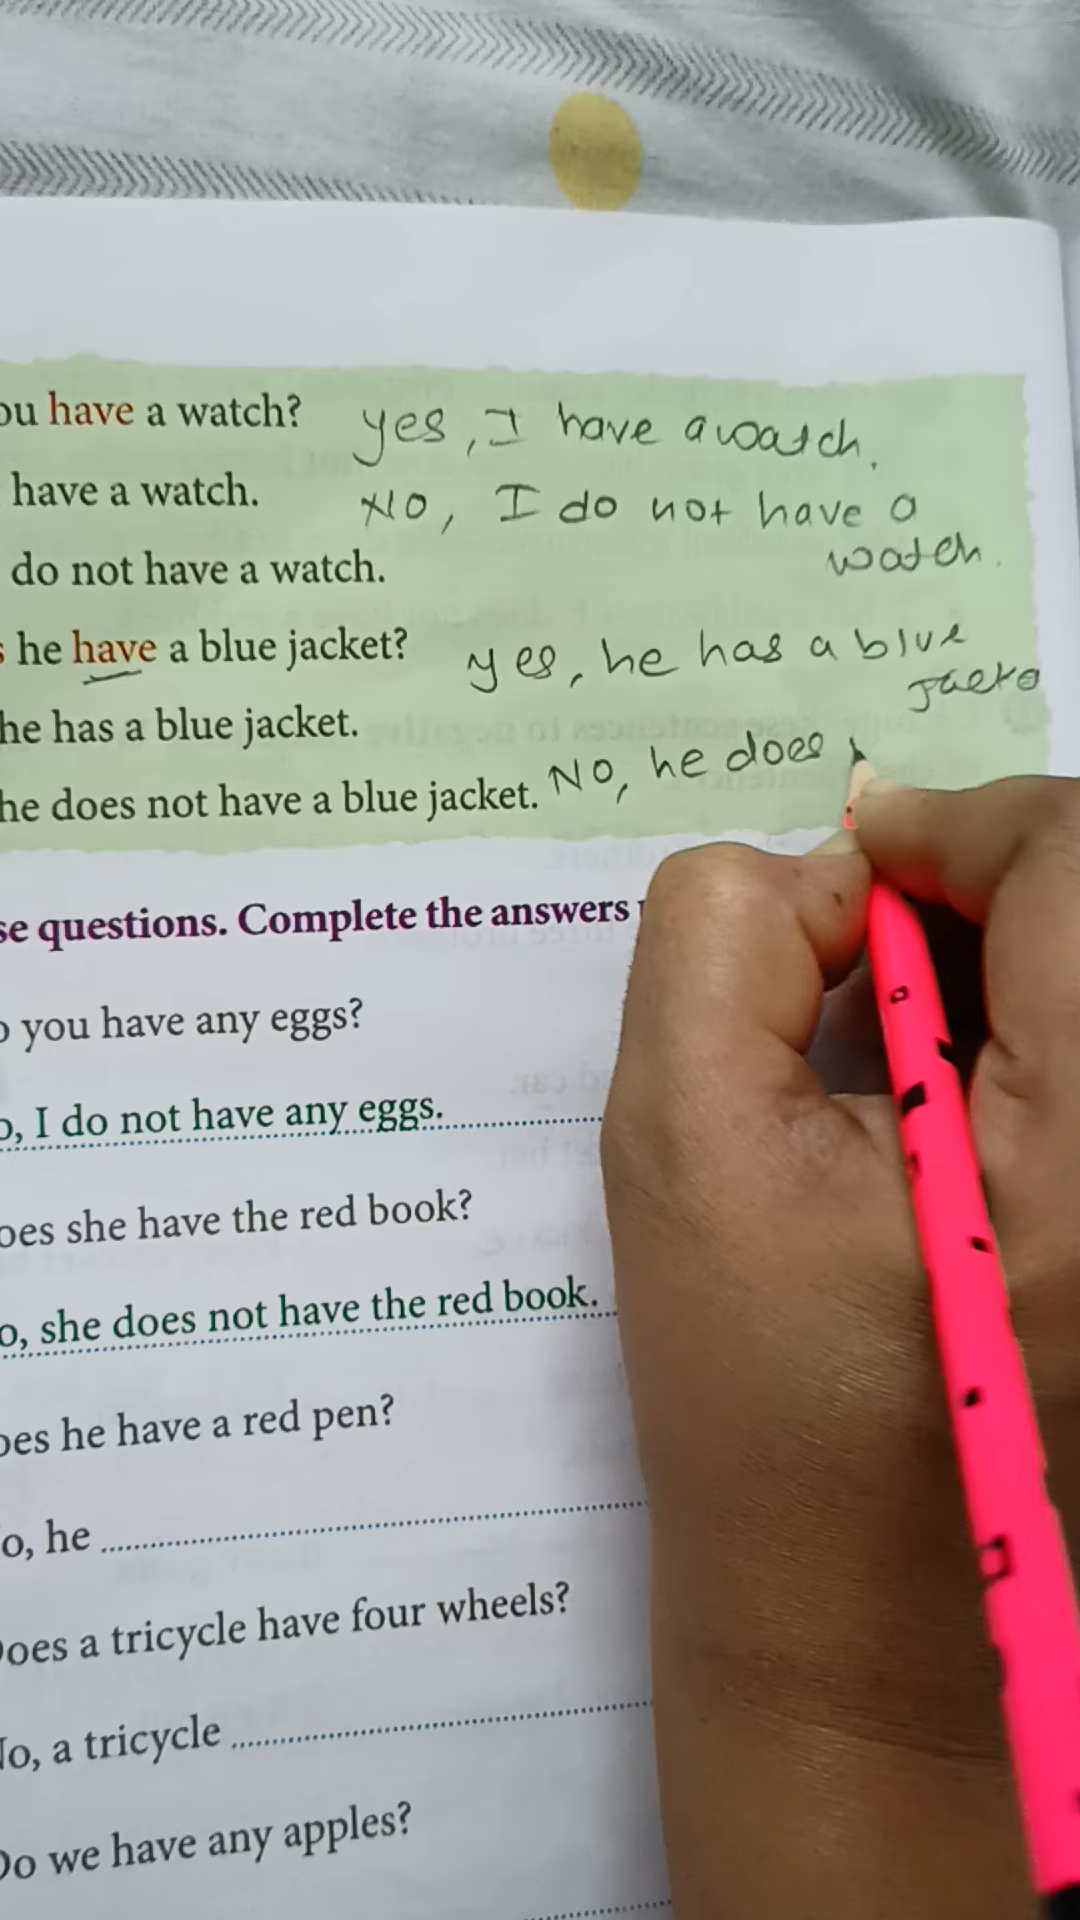 ou have a watch? yes, I have a watch.
have a watch. No, I do not have a
watch.
do not have a watch.
s he have a blue jacket? yes, he has a blue
he has a blue jacket.
he does not have a blue jacket. No, he does
se questions. Complete the answers
o you have any eggs?
o, I do not have any eggs.
oes she have the red book?
o, she does not have the red book.
oes he have a red pen?
o, he
Does a tricycle have four wheels?
No, a tricycle
Do we have any apples?